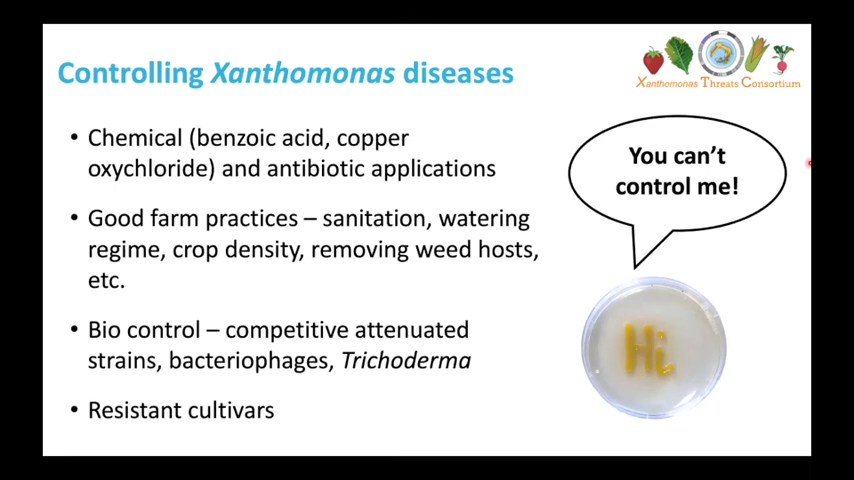 Controlling Xanthomonas diseases
Xanthomonas Threats Consortium
• Chemical (benzoic acid, copper
oxychloride) and antibiotic applications
• Good farm practices – sanitation, watering
regime, crop density, removing weed hosts,
etc.
• Bio control – competitive attenuated
strains, bacteriophages, Trichoderma
• Resistant cultivars
You can't
control me!
Hi